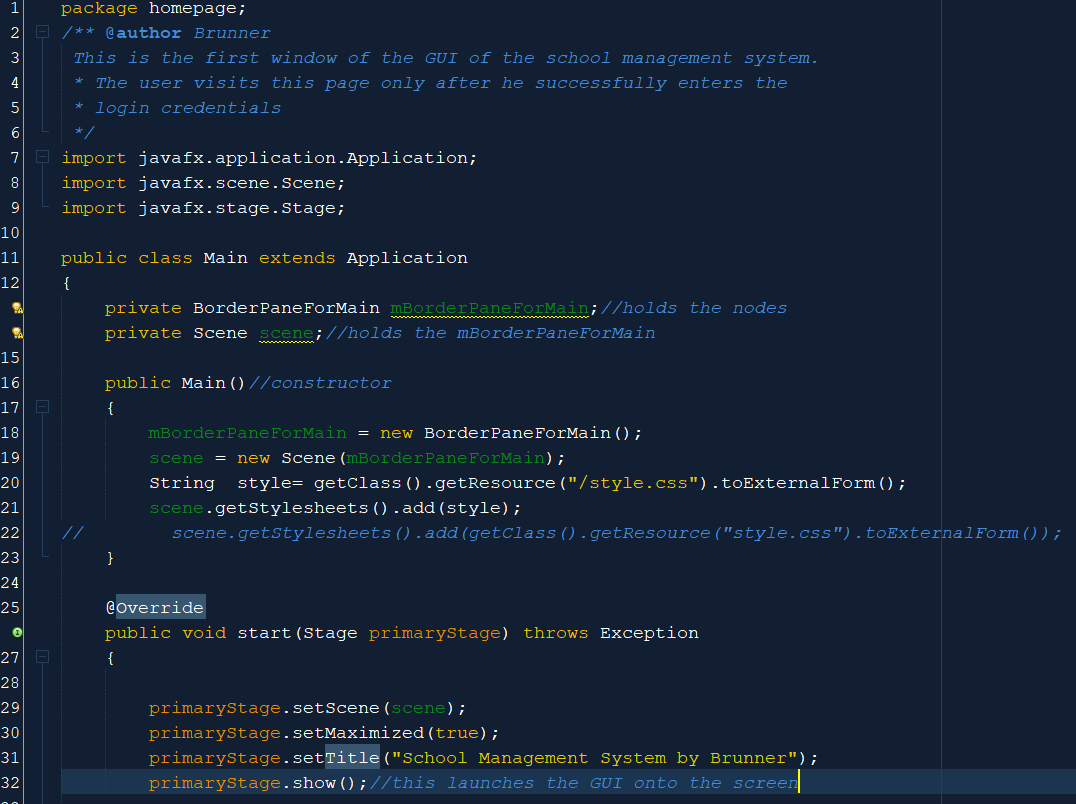 1 package homepage;
2 /** @author Brunner
3 This is the first window of the GUI of the school management system.
4 * The user visits this page only after he successfully enters the
5 * login credentials
6 */
7 import javafx.application.Application;
8 import javafx.scene.Scene;
9 import javafx.stage.Stage;
10
11 public class Main extends Application
12 {
private BorderPaneForMain mBorderPaneForMain;//holds the nodes
private Scene scene;//holds the mBorderPaneForMain
15
16 public Main()//constructor
17 {
18 mBorderPaneForMain = new BorderPaneForMain();
19 scene = new Scene(mBorderPaneForMain);
20 String  style= getClass().getResource("/style.css").toExternalForm();
21 scene.getStylesheets().add(style);
22 //        scene.getStylesheets().add(getClass().getResource("style.css").toExternalForm());
23 }
24
25 @Override
public void start(Stage primaryStage) throws Exception
27 {
28
29 primaryStage.setScene(scene);
30 primaryStage.setMaximized(true);
31 primaryStage.setTitle("School Management System by Brunner");
32 primaryStage.show();//this launches the GUI onto the screen